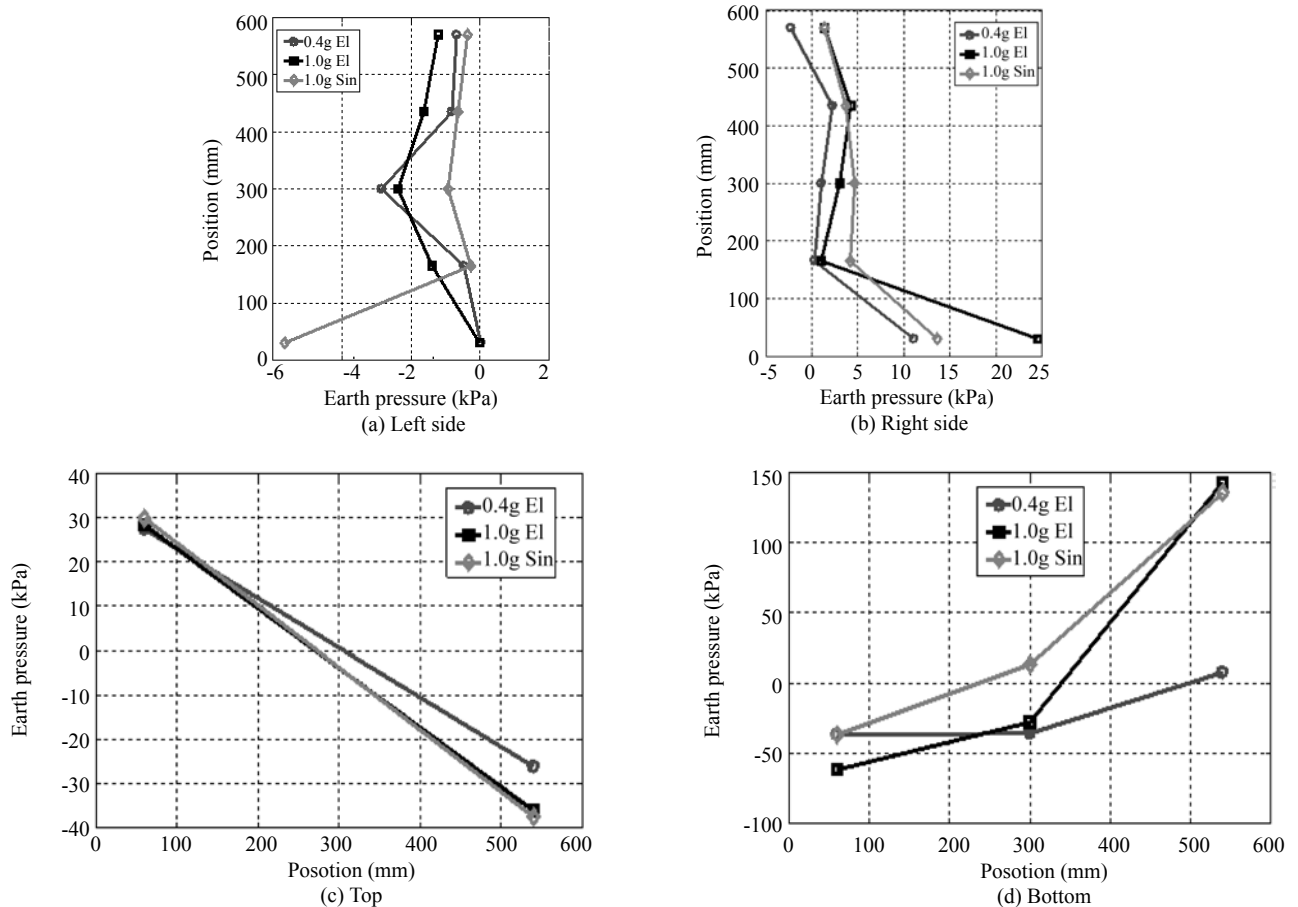 600
500
400
300
200
100
0
Position (mm)
0.4g El
1.0g El
1.0g Sin
-6
-4
-2
0
2
Earth pressure (kPa)
(a) Left side
600
500
400
300
200
100
0
Position (mm)
0.4g El
1.0g El
1.0g Sin
-5
0
5
10
15
20
25
Earth pressure (kPa)
(b) Right side
40
30
20
10
0
-10
-20
-30
-40
Earth pressure (kPa)
0.4g El
1.0g El
1.0g Sin
0
100
200
300
400
500
600
Posotion (mm)
(c) Top
150
100
50
0
-50
-100
Earth pressure (kPa)
0.4g El
1.0g El
1.0g Sin
0
100
200
300
400
500
600
Position (mm)
(d) Bottom